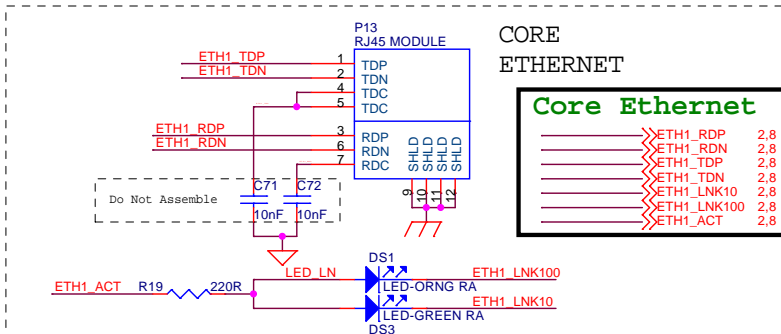 P13
RJ45 MODULE
CORE
ETHERNET
ETH1_TDP 1 TDP
ETH1_TDN 2 TDN
4 TDC
5 TDC
ETH1_RDP 3 RDP
ETH1_RDN 6 RDN
7 RDC
SHLD SHLD SHLD SHLD
9 10 11 12
Core Ethernet
ETH1_RDP 2,8
ETH1_RDN 2,8
ETH1_TDP 2,8
ETH1_TDN 2,8
ETH1_LNK10 2,8
ETH1_LNK100 2,8
ETH1_ACT 2,8
C71 C72
Do Not Assemble
10nF 10nF
DS1
LED_LN ETH1_LNK100
LED-ORNG RA
ETH1_ACT R19 220R
ETH1_LNK10
LED-GREEN RA
DS3